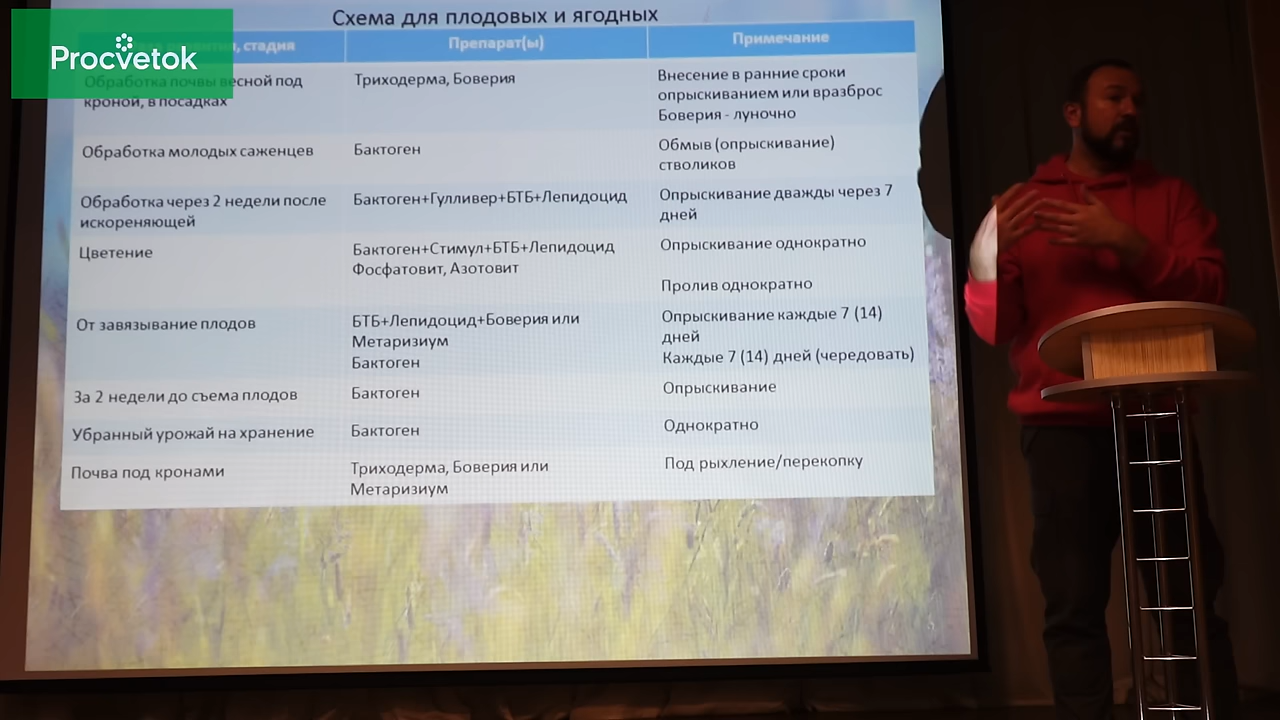 Procvetok
Схема для плодовых и ягодных
стадия
Препарат(ы)
Примечание
Обработка почвы весной под
кроной, в посадках
Триходерма, Боверия
Внесение в ранние сроки
опрыскиванием или вразброс
Боверия - луночно
Обработка молодых саженцев
Бактоген
Обмыв (опрыскивание)
стволиков
Обработка через 2 недели после
искореняющей
Бактоген+Гулливер+БТБ+Лепидоцид
Опрыскивание дважды через 7
дней
Цветение
Бактоген+Стимул+БТБ+Лепидоцид
Фосфатовит, Азотовит
Опрыскивание однократно
Пролив однократно
От завязывание плодов
БТБ+Лепидоцид+Боверия или
Метаризиум
Бактоген
Опрыскивание каждые 7 (14)
дней
Каждые 7 (14) дней (чередовать)
За 2 недели до съема плодов
Бактоген
Опрыскивание
Убранный урожай на хранение
Бактоген
Однократно
Почва под кронами
Триходерма, Боверия или
Метаризиум
Под рыхление/перекопку